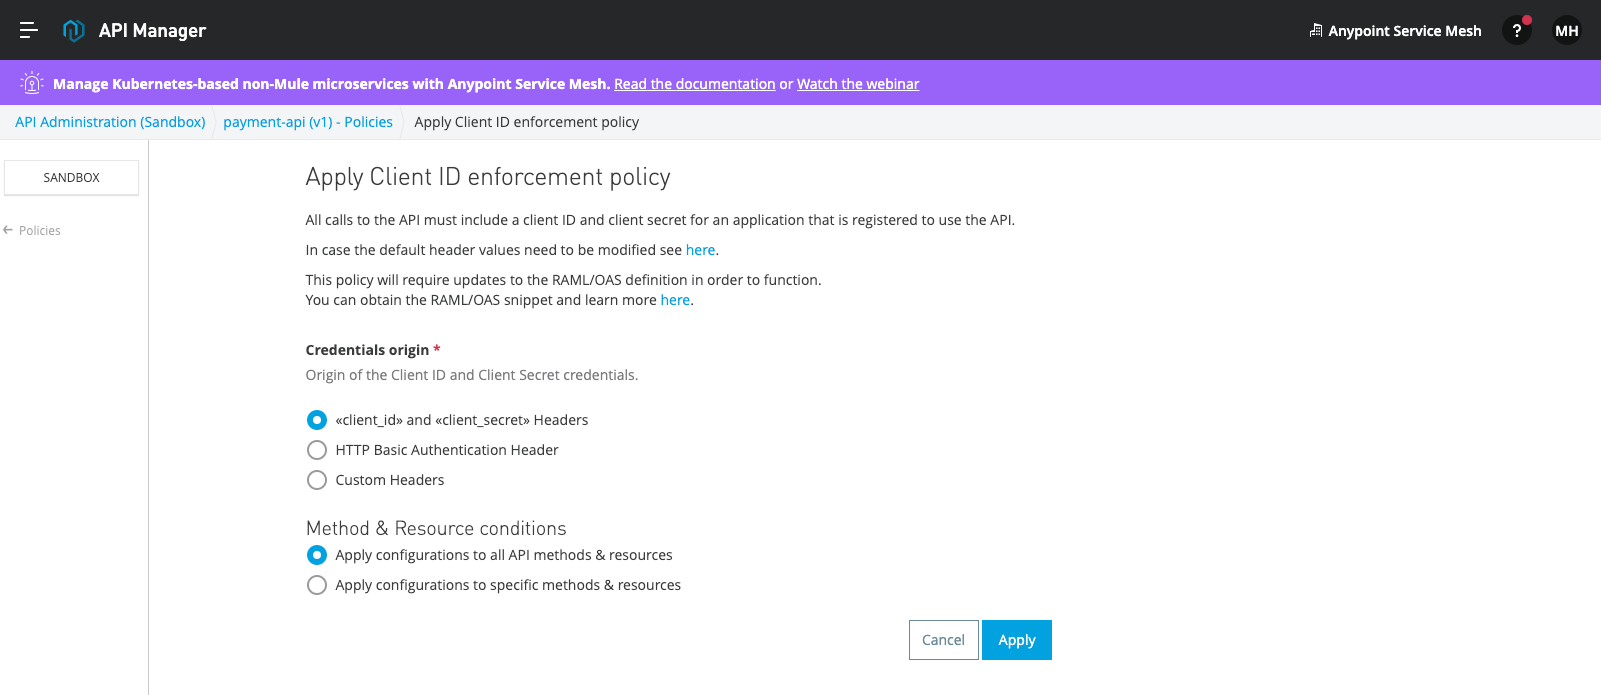 API Manager
Anypoint Service Mesh
?
MH
Manage Kubernetes-based non-Mule microservices with Anypoint Service Mesh. Read the documentation or Watch the webinar
API Administration (Sandbox)
payment-api (v1) - Policies
Apply Client ID enforcement policy
SANDBOX
Policies
Apply Client ID enforcement policy
All calls to the API must include a client ID and client secret for an application that is registered to use the API.
In case the default header values need to be modified see here.
This policy will require updates to the RAML/OAS definition in order to function.
You can obtain the RAML/OAS snippet and learn more here.
Credentials origin *
Origin of the Client ID and Client Secret credentials.
«client_id» and «client_secret» Headers
HTTP Basic Authentication Header
Custom Headers
Method & Resource conditions
Apply configurations to all API methods & resources
Apply configurations to specific methods & resources
Cancel
Apply